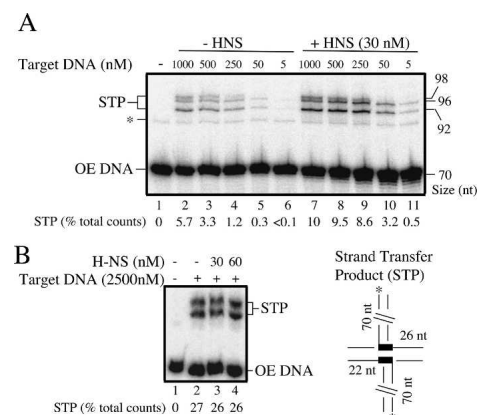 A
- HNS + HNS (30 nM)
Target DNA (nM) - 1000 500 250 50 5 1000 500 250 50 5
STP
*
OE DNA
98
96
92
70
Size (nt)
1 2 3 4 5 6 7 8 9 10 11
STP (% total counts) 0 5.7 3.3 1.2 0.3 <0.1 10 9.5 8.6 3.2 0.5
B
H-NS (nM) - - 30 60
Target DNA (2500nM) - + + +
STP
OE DNA
1 2 3 4
STP (% total counts) 0 27 26 26
Strand Transfer
Product (STP)
*
70 nt
26 nt
22 nt
70 nt